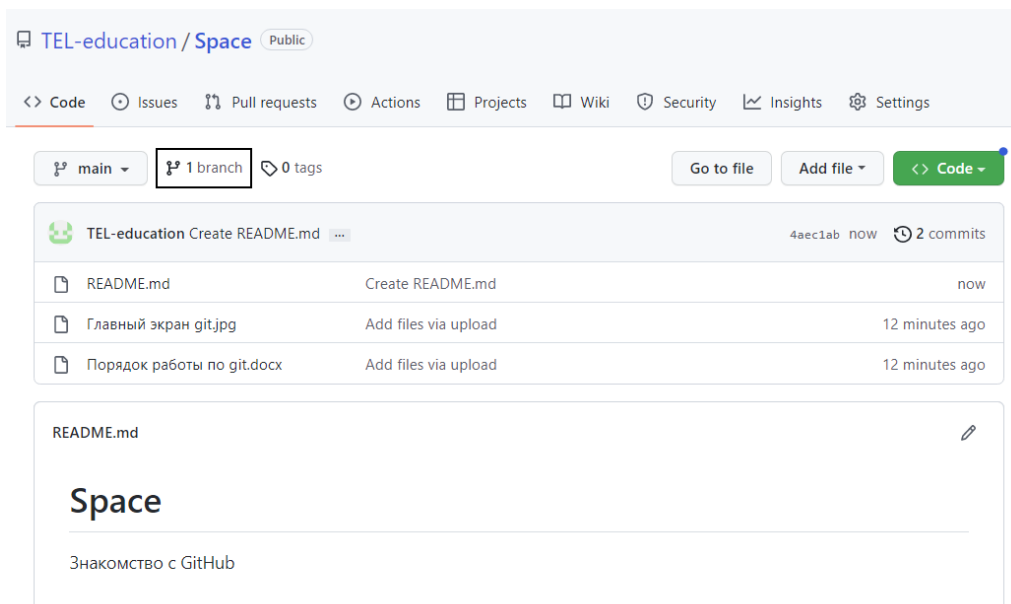 TEL-education / Space Public
Code Issues Pull requests Actions Projects Wiki Security Insights Settings
main 1 branch 0 tags Go to file Add file Code
TEL-education Create README.md ... 4aec1ab now 2 commits
README.md Create README.md now
Главный экран git.jpg Add files via upload 12 minutes ago
Порядок работы по git.docx Add files via upload 12 minutes ago
README.md
Space
Знакомство с GitHub